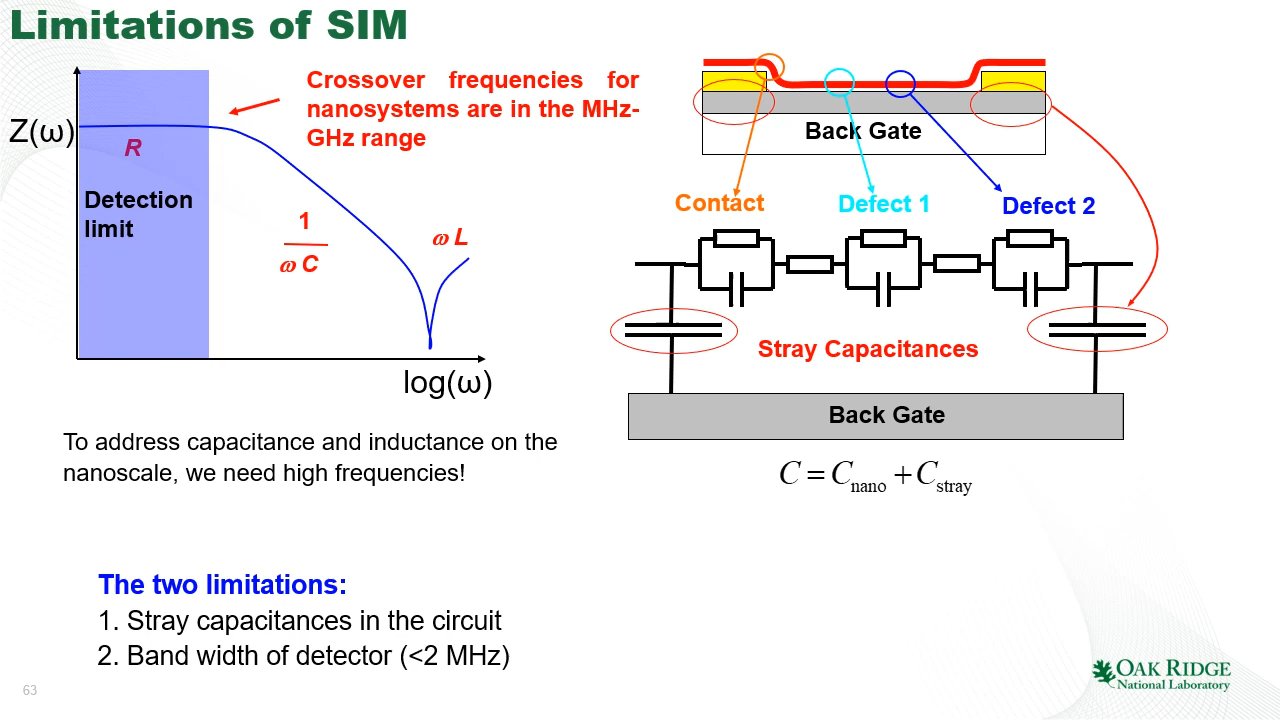 Limitations of SIM
Crossover frequencies for
nanosystems are in the MHz-
GHz range
Z(ω)
R
Detection
limit
1
ω C
ω L
log(ω)
Back Gate
Contact
Defect 1
Defect 2
Stray Capacitances
Back Gate
C = Cnano + Cstray
To address capacitance and inductance on the
nanoscale, we need high frequencies!
The two limitations:
1. Stray capacitances in the circuit
2. Band width of detector (<2 MHz)
63
OAK RIDGE
National Laboratory